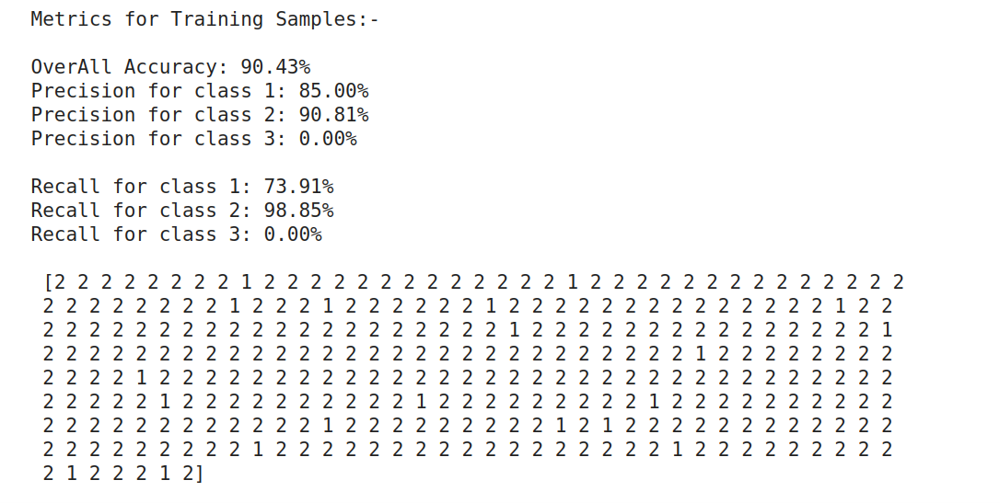 Metrics for Training Samples:-
OverAll Accuracy: 90.43%
Precision for class 1: 85.00%
Precision for class 2: 90.81%
Precision for class 3: 0.00%
Recall for class 1: 73.91%
Recall for class 2: 98.85%
Recall for class 3: 0.00%
[2 2 2 2 2 2 2 2 1 2 2 2 2 2 2 2 2 2 2 2 2 2 1 2 2 2 2 2 2 2 2 2 2 2 2 2 2
2 2 2 2 2 2 2 2 1 2 2 2 1 2 2 2 2 2 2 1 2 2 2 2 2 2 2 2 2 2 2 2 2 2 1 2 2
2 2 2 2 2 2 2 2 2 2 2 2 2 2 2 2 2 2 2 2 1 2 2 2 2 2 2 2 2 2 2 2 2 2 2 2 1
2 2 2 2 2 2 2 2 2 2 2 2 2 2 2 2 2 2 2 2 2 2 2 2 2 2 2 2 1 2 2 2 2 2 2 2 2
2 2 2 2 1 2 2 2 2 2 2 2 2 2 2 2 2 2 2 2 2 2 2 2 2 2 2 2 2 2 2 2 2 2 2 2 2
2 2 2 2 2 1 2 2 2 2 2 2 2 2 2 2 1 2 2 2 2 2 2 2 2 2 1 2 2 2 2 2 2 2 2 2 2
2 2 2 2 2 2 2 2 2 2 2 2 1 2 2 2 2 2 2 2 2 2 1 2 1 2 2 2 2 2 2 2 2 2 2 2 2
2 2 2 2 2 2 2 2 2 1 2 2 2 2 2 2 2 2 2 2 2 2 2 2 2 2 2 1 2 2 2 2 2 2 2 2 2
2 1 2 2 2 1 2]